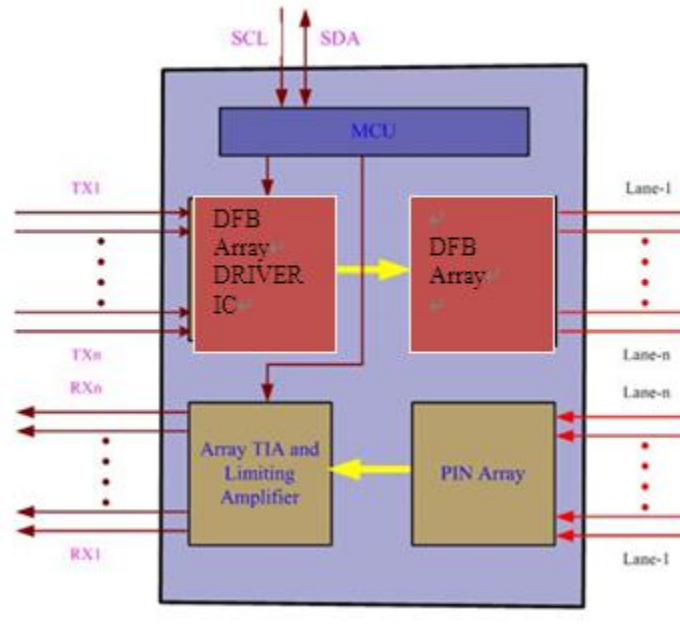 SCL SDA
MCU
TX1
Lane-1
DFB
Array↵
DRIVER
IC↵
↵
DFB
Array↵
↵
TXn
Lane-n
RXn
Lane-n
Array TIA and
Limiting
Amplifier
PIN Array
RX1
Lane-1